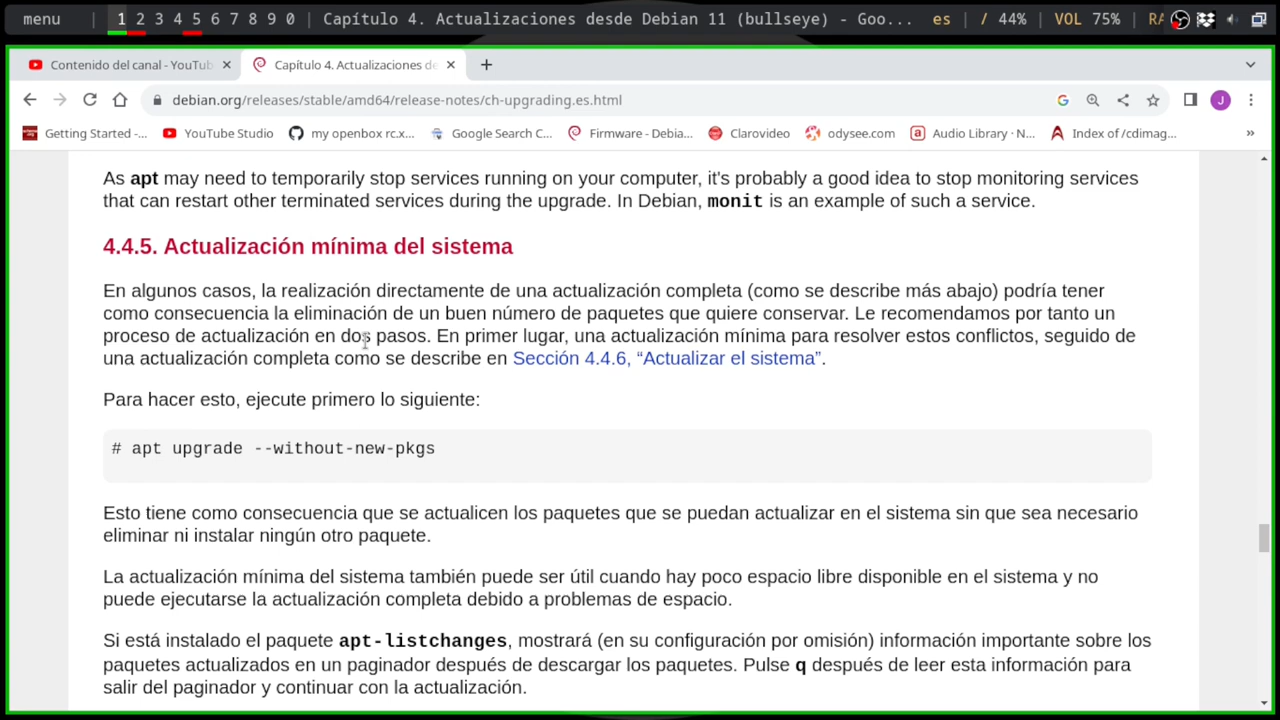 menu 1 2 3 4 5 6 7 8 9 0 | Capítulo 4. Actualizaciones desde Debian 11 (bullseye) - Goo... es | / 44% | VOL 75% | RA
Contenido del canal - YouTub Capítulo 4. Actualizaciones de
debian.org/releases/stable/amd64/release-notes/ch-upgrading.es.html J
Getting Started -... YouTube Studio my openbox rc.x... Google Search C... Firmware - Debia... Clarovideo odysee.com Audio Library · N... Index of /cdimag... »
As apt may need to temporarily stop services running on your computer, it's probably a good idea to stop monitoring services
that can restart other terminated services during the upgrade. In Debian, monit is an example of such a service.
4.4.5. Actualización mínima del sistema
En algunos casos, la realización directamente de una actualización completa (como se describe más abajo) podría tener
como consecuencia la eliminación de un buen número de paquetes que quiere conservar. Le recomendamos por tanto un
proceso de actualización en dos pasos. En primer lugar, una actualización mínima para resolver estos conflictos, seguido de
una actualización completa como se describe en Sección 4.4.6, “Actualizar el sistema”.
Para hacer esto, ejecute primero lo siguiente:
# apt upgrade --without-new-pkgs
Esto tiene como consecuencia que se actualicen los paquetes que se puedan actualizar en el sistema sin que sea necesario
eliminar ni instalar ningún otro paquete.
La actualización mínima del sistema también puede ser útil cuando hay poco espacio libre disponible en el sistema y no
puede ejecutarse la actualización completa debido a problemas de espacio.
Si está instalado el paquete apt-listchanges, mostrará (en su configuración por omisión) información importante sobre los
paquetes actualizados en un paginador después de descargar los paquetes. Pulse q después de leer esta información para
salir del paginador y continuar con la actualización.